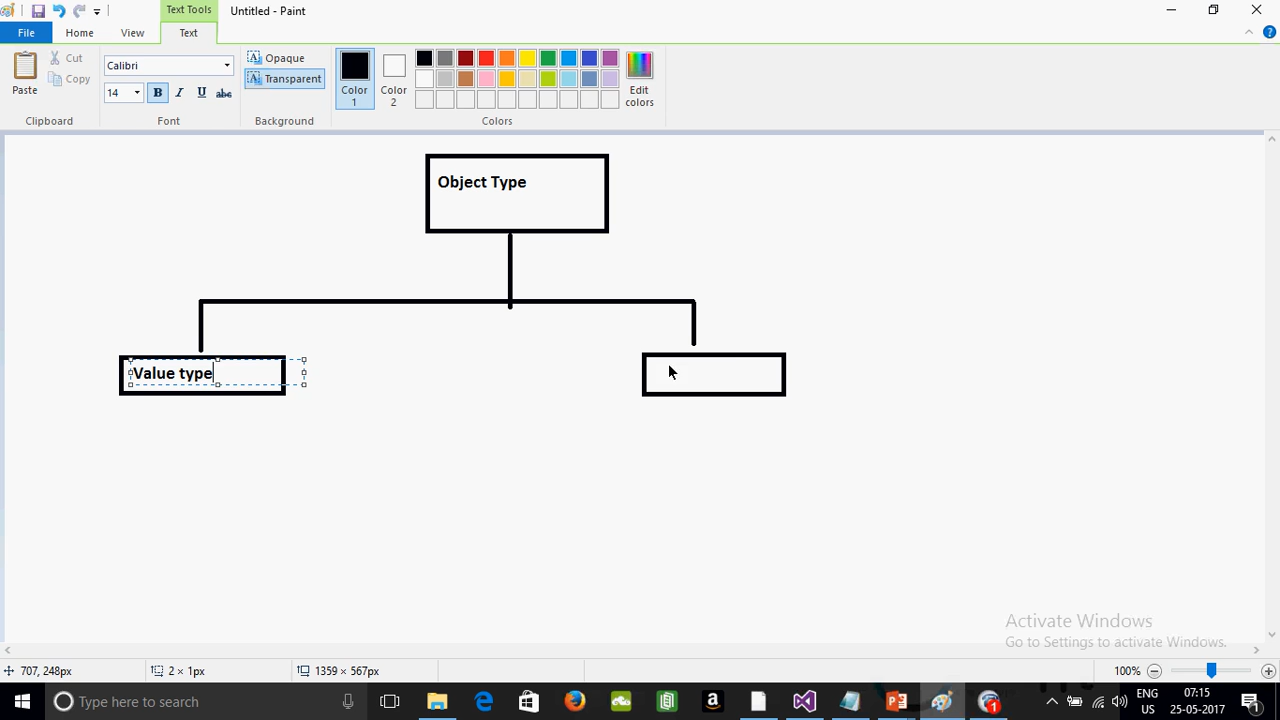 Text Tools
Untitled - Paint
File
Home
View
Text
Paste
Cut
Copy
Clipboard
Calibri
14
B
I
U
abc
Font
Opaque
Transparent
Background
Color 1
Color 2
Edit colors
Colors
Object Type
Value type
Activate Windows
Go to Settings to activate Windows.
707, 248px
2 × 1px
1359 × 567px
100%
Type here to search
ENG
US
07:15
25-05-2017